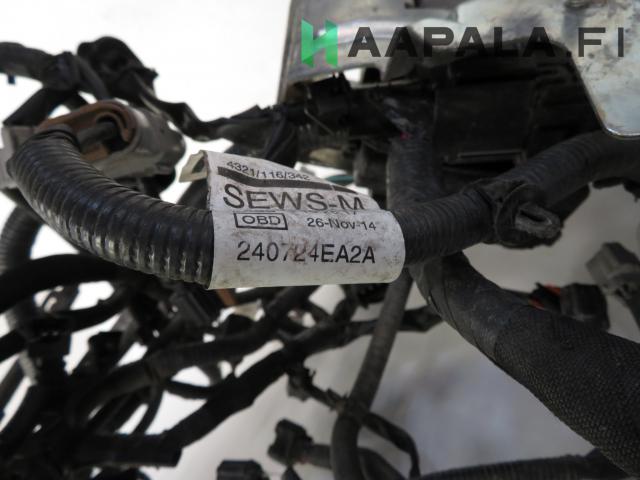 HAAPALA.FI
4321/116/342
SEWS-M
OBD 26-Nov-14
240724EA2A